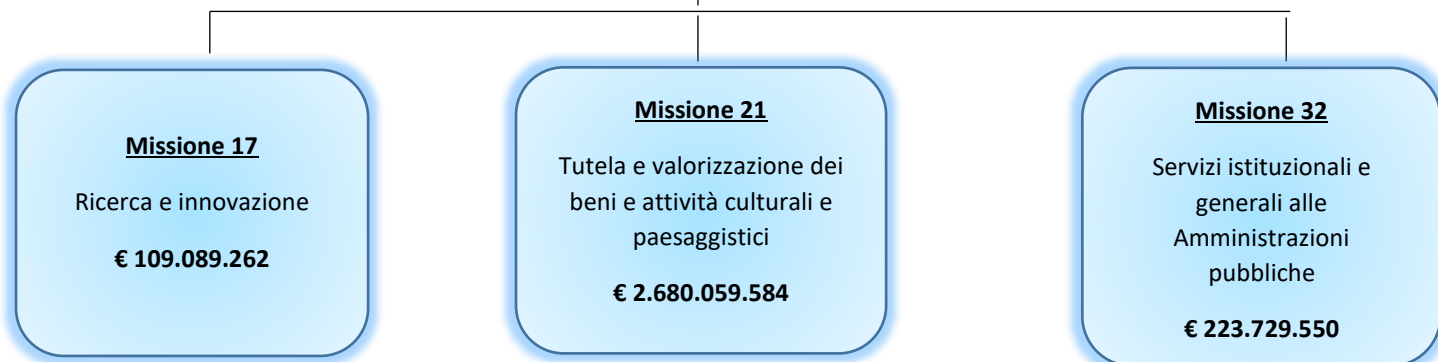 Missione 17
Ricerca e innovazione
€ 109.089.262
Missione 21
Tutela e valorizzazione dei
beni e attività culturali e
paesaggistici
€ 2.680.059.584
Missione 32
Servizi istituzionali e
generali alle
Amministrazioni
pubbliche
€ 223.729.550